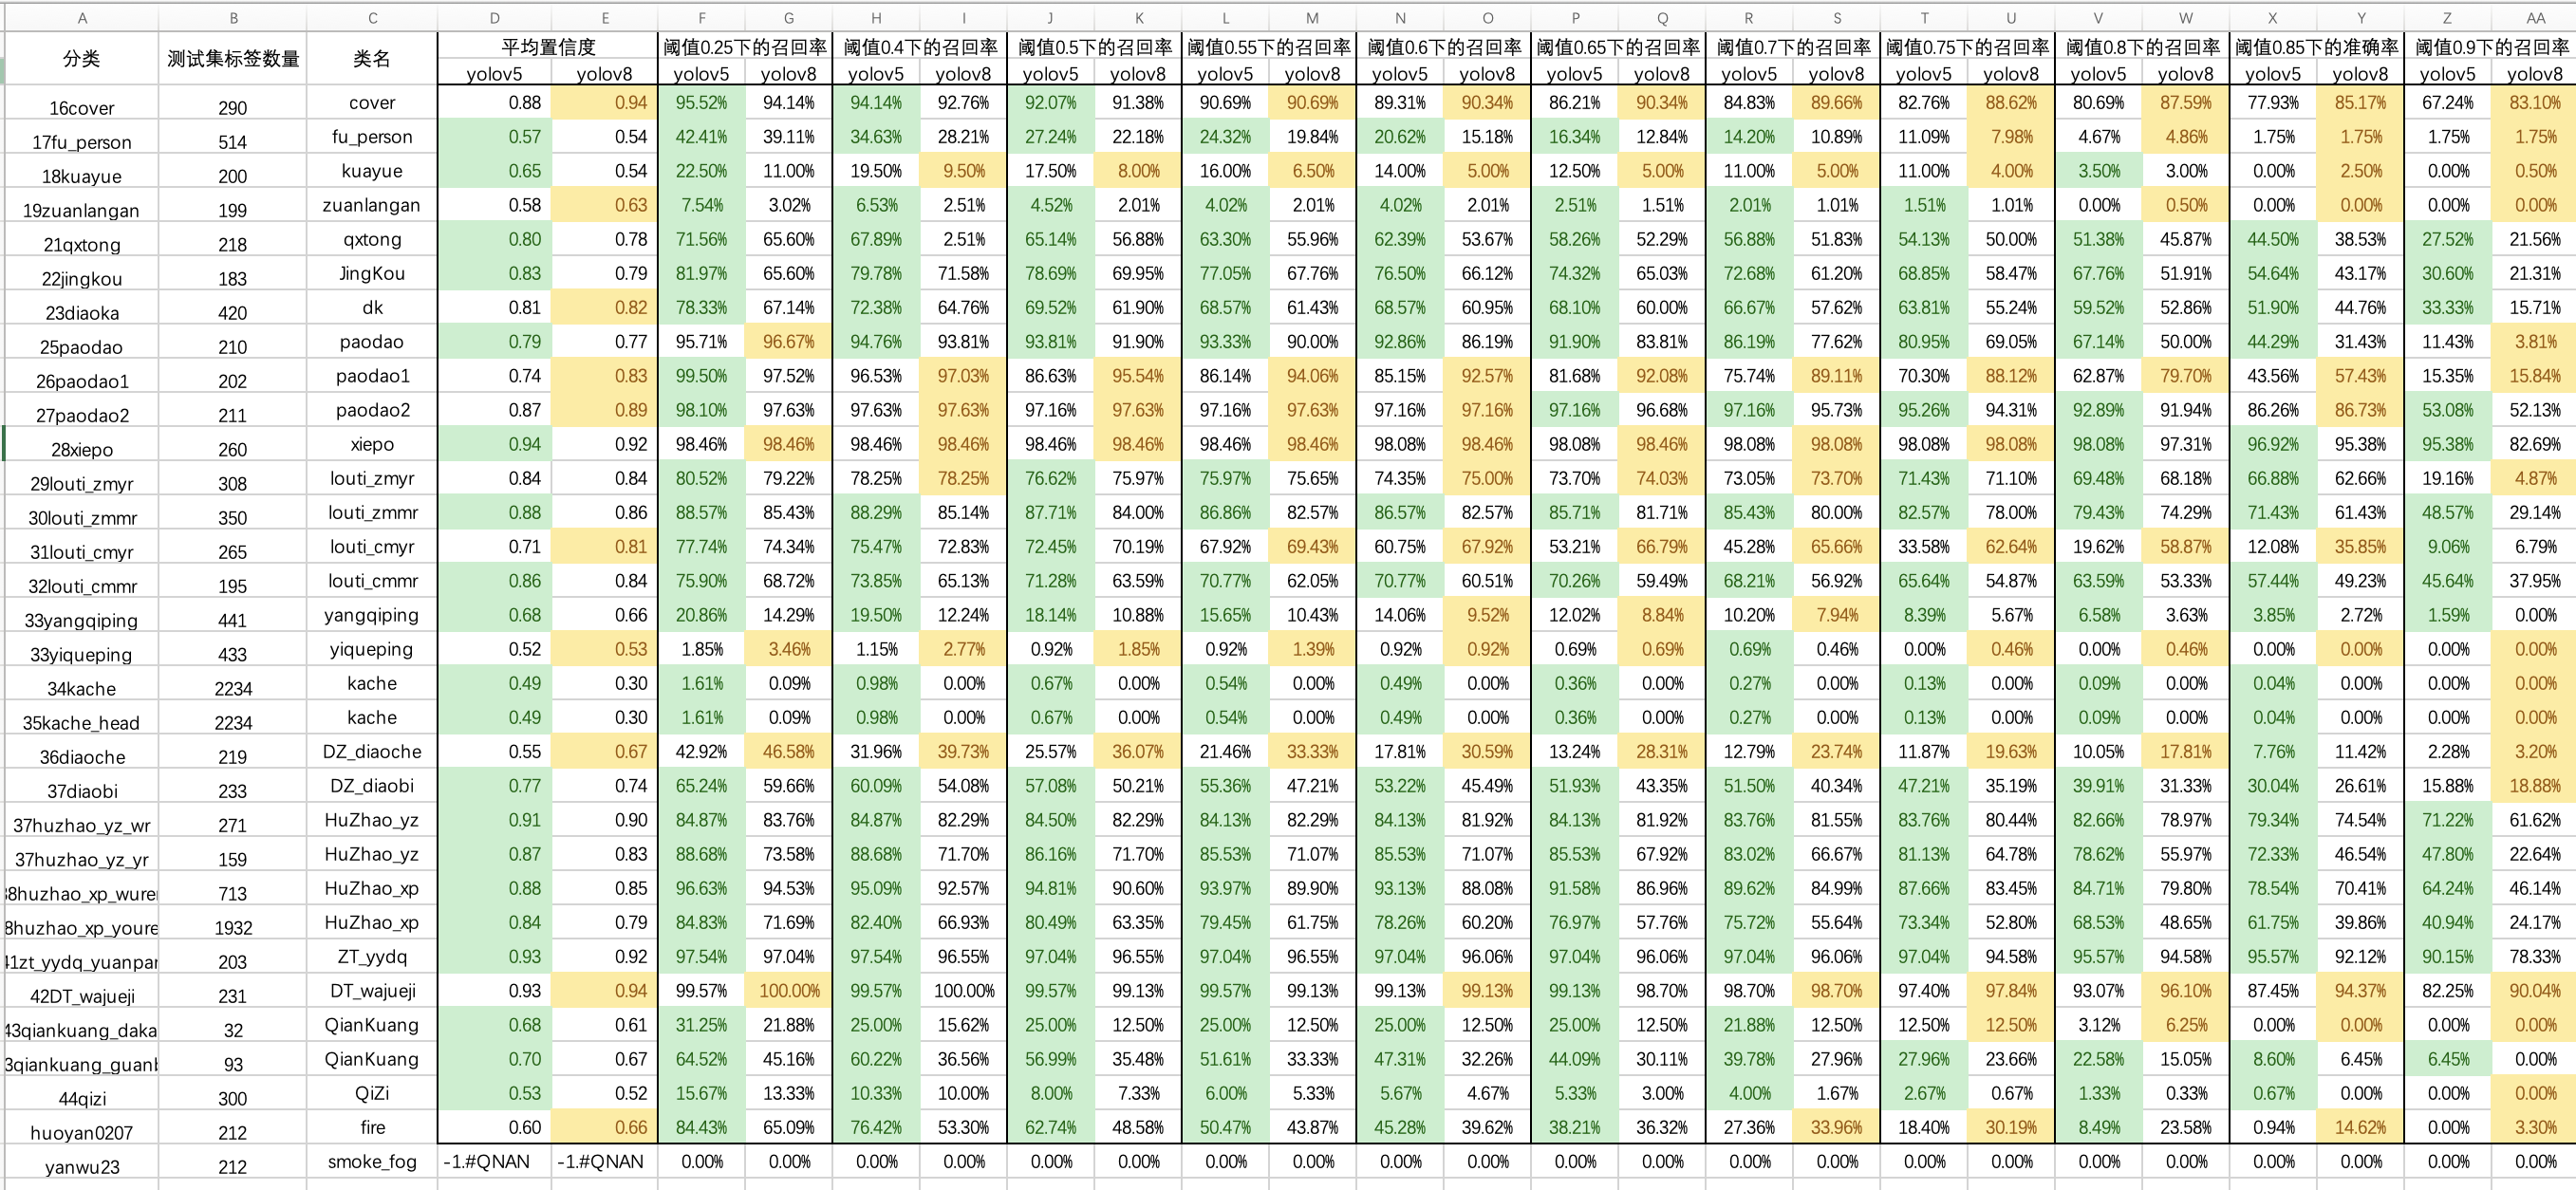 A B C D E F G H I J K L M N O P Q R S T U V W X Y Z AA
分类 测试集标签数量 类名 平均置信度 阈值0.25下的召回率 阈值0.4下的召回率 阈值0.5下的召回率 阈值0.55下的召回率 阈值0.6下的召回率 阈值0.65下的召回率 阈值0.7下的召回率 阈值0.75下的召回率 阈值0.8下的召回率 阈值0.85下的准确率 阈值0.9下的召回率
yolov5 yolov8 yolov5 yolov8 yolov5 yolov8 yolov5 yolov8 yolov5 yolov8 yolov5 yolov8 yolov5 yolov8 yolov5 yolov8 yolov5 yolov8 yolov5 yolov8 yolov5 yolov8 yolov5 yolov8
16cover 290 cover 0.88 0.94 95.52% 94.14% 94.14% 92.76% 92.07% 91.38% 90.69% 90.69% 89.31% 90.34% 86.21% 90.34% 84.83% 89.66% 82.76% 88.62% 80.69% 87.59% 77.93% 85.17% 67.24% 83.10%
17fu_person 514 fu_person 0.57 0.54 42.41% 39.11% 34.63% 28.21% 27.24% 22.18% 24.32% 19.84% 20.62% 15.18% 16.34% 12.84% 14.20% 10.89% 11.09% 7.98% 4.67% 4.86% 1.75% 1.75% 1.75% 1.75%
18kuayue 200 kuayue 0.65 0.54 22.50% 11.00% 19.50% 9.50% 17.50% 8.00% 16.00% 6.50% 14.00% 5.00% 12.50% 5.00% 11.00% 5.00% 11.00% 4.00% 3.50% 3.00% 0.00% 2.50% 0.00% 0.50%
19zuanlangan 199 zuanlangan 0.58 0.63 7.54% 3.02% 6.53% 2.51% 4.52% 2.01% 4.02% 2.01% 4.02% 2.01% 2.51% 1.51% 2.01% 1.01% 1.51% 1.01% 0.00% 0.50% 0.00% 0.00% 0.00% 0.00%
21qxtong 218 qxtong 0.80 0.78 71.56% 65.60% 67.89% 2.51% 65.14% 56.88% 63.30% 55.96% 62.39% 53.67% 58.26% 52.29% 56.88% 51.83% 54.13% 50.00% 51.38% 45.87% 44.50% 38.53% 27.52% 21.56%
22jingkou 183 JingKou 0.83 0.79 81.97% 65.60% 79.78% 71.58% 78.69% 69.95% 77.05% 67.76% 76.50% 66.12% 74.32% 65.03% 72.68% 61.20% 68.85% 58.47% 67.76% 51.91% 54.64% 43.17% 30.60% 21.31%
23diaoka 420 dk 0.81 0.82 78.33% 67.14% 72.38% 64.76% 69.52% 61.90% 68.57% 61.43% 68.57% 60.95% 68.10% 60.00% 66.67% 57.62% 63.81% 55.24% 59.52% 52.86% 51.90% 44.76% 33.33% 15.71%
25paodao 210 paodao 0.79 0.77 95.71% 96.67% 94.76% 93.81% 93.81% 91.90% 93.33% 90.00% 92.86% 86.19% 91.90% 83.81% 86.19% 77.62% 80.95% 69.05% 67.14% 50.00% 44.29% 31.43% 11.43% 3.81%
26paodao1 202 paodao1 0.74 0.83 99.50% 97.52% 96.53% 97.03% 86.63% 95.54% 86.14% 94.06% 85.15% 92.57% 81.68% 92.08% 75.74% 89.11% 70.30% 88.12% 62.87% 79.70% 43.56% 57.43% 15.35% 15.84%
27paodao2 211 paodao2 0.87 0.89 98.10% 97.63% 97.63% 97.63% 97.16% 97.63% 97.16% 97.63% 97.16% 97.16% 97.16% 96.68% 97.16% 95.73% 95.26% 94.31% 92.89% 91.94% 86.26% 86.73% 53.08% 52.13%
28xiepo 260 xiepo 0.94 0.92 98.46% 98.46% 98.46% 98.46% 98.46% 98.46% 98.46% 98.46% 98.08% 98.46% 98.08% 98.46% 98.08% 98.08% 98.08% 98.08% 98.08% 97.31% 96.92% 95.38% 95.38% 82.69%
29louti_zmyr 308 louti_zmyr 0.84 0.84 80.52% 79.22% 78.25% 78.25% 76.62% 75.97% 75.97% 75.65% 74.35% 75.00% 73.70% 74.03% 73.05% 73.70% 71.43% 71.10% 69.48% 68.18% 66.88% 62.66% 19.16% 4.87%
30louti_zmmr 350 louti_zmmr 0.88 0.86 88.57% 85.43% 88.29% 85.14% 87.71% 84.00% 86.86% 82.57% 86.57% 82.57% 85.71% 81.71% 85.43% 80.00% 82.57% 78.00% 79.43% 74.29% 71.43% 61.43% 48.57% 29.14%
31louti_cmyr 265 louti_cmyr 0.71 0.81 77.74% 74.34% 75.47% 72.83% 72.45% 70.19% 67.92% 69.43% 60.75% 67.92% 53.21% 66.79% 45.28% 65.66% 33.58% 62.64% 19.62% 58.87% 12.08% 35.85% 9.06% 6.79%
32louti_cmmr 195 louti_cmmr 0.86 0.84 75.90% 68.72% 73.85% 65.13% 71.28% 63.59% 70.77% 62.05% 70.77% 60.51% 70.26% 59.49% 68.21% 56.92% 65.64% 54.87% 63.59% 53.33% 57.44% 49.23% 45.64% 37.95%
33yangqiping 441 yangqiping 0.68 0.66 20.86% 14.29% 19.50% 12.24% 18.14% 10.88% 15.65% 10.43% 14.06% 9.52% 12.02% 8.84% 10.20% 7.94% 8.39% 5.67% 6.58% 3.63% 3.85% 2.72% 1.59% 0.00%
33yiqueping 433 yiqueping 0.52 0.53 1.85% 3.46% 1.15% 2.77% 0.92% 1.85% 0.92% 1.39% 0.92% 0.92% 0.69% 0.69% 0.69% 0.46% 0.00% 0.46% 0.00% 0.46% 0.00% 0.00% 0.00% 0.00%
34kache 2234 kache 0.49 0.30 1.61% 0.09% 0.98% 0.00% 0.67% 0.00% 0.54% 0.00% 0.49% 0.00% 0.36% 0.00% 0.27% 0.00% 0.13% 0.00% 0.09% 0.00% 0.04% 0.00% 0.00% 0.00%
35kache_head 2234 kache 0.49 0.30 1.61% 0.09% 0.98% 0.00% 0.67% 0.00% 0.54% 0.00% 0.49% 0.00% 0.36% 0.00% 0.27% 0.00% 0.13% 0.00% 0.09% 0.00% 0.04% 0.00% 0.00% 0.00%
36diaoche 219 DZ_diaoche 0.55 0.67 42.92% 46.58% 31.96% 39.73% 25.57% 36.07% 21.46% 33.33% 17.81% 30.59% 13.24% 28.31% 12.79% 23.74% 11.87% 19.63% 10.05% 17.81% 7.76% 11.42% 2.28% 3.20%
37diaobi 233 DZ_diaobi 0.77 0.74 65.24% 59.66% 60.09% 54.08% 57.08% 50.21% 55.36% 47.21% 53.22% 45.49% 51.93% 43.35% 51.50% 40.34% 47.21% 35.19% 39.91% 31.33% 30.04% 26.61% 15.88% 18.88%
37huzhao_yz_wr 271 HuZhao_yz 0.91 0.90 84.87% 83.76% 84.87% 82.29% 84.50% 82.29% 84.13% 82.29% 84.13% 81.92% 84.13% 81.92% 83.76% 81.55% 83.76% 80.44% 82.66% 78.97% 79.34% 74.54% 71.22% 61.62%
37huzhao_yz_yr 159 HuZhao_yz 0.87 0.83 88.68% 73.58% 88.68% 71.70% 86.16% 71.70% 85.53% 71.07% 85.53% 71.07% 85.53% 67.92% 83.02% 66.67% 81.13% 64.78% 78.62% 55.97% 72.33% 46.54% 47.80% 22.64%
8huzhao_xp_wure 713 HuZhao_xp 0.88 0.85 96.63% 94.53% 95.09% 92.57% 94.81% 90.60% 93.97% 89.90% 93.13% 88.08% 91.58% 86.96% 89.62% 84.99% 87.66% 83.45% 84.71% 79.80% 78.54% 70.41% 64.24% 46.14%
8huzhao_xp_youre 1932 HuZhao_xp 0.84 0.79 84.83% 71.69% 82.40% 66.93% 80.49% 63.35% 79.45% 61.75% 78.26% 60.20% 76.97% 57.76% 75.72% 55.64% 73.34% 52.80% 68.53% 48.65% 61.75% 39.86% 40.94% 24.17%
41zt_yydq_yuanpa 203 ZT_yydq 0.93 0.92 97.54% 97.04% 97.54% 96.55% 97.04% 96.55% 97.04% 96.55% 97.04% 96.06% 97.04% 96.06% 97.04% 96.06% 97.04% 94.58% 95.57% 94.58% 95.57% 92.12% 90.15% 78.33%
42DT_wajueji 231 DT_wajueji 0.93 0.94 99.57% 100.00% 99.57% 100.00% 99.57% 99.13% 99.57% 99.13% 99.13% 99.13% 99.13% 98.70% 98.70% 98.70% 97.40% 97.84% 93.07% 96.10% 87.45% 94.37% 82.25% 90.04%
43qiankuang_daka 32 QianKuang 0.68 0.61 31.25% 21.88% 25.00% 15.62% 25.00% 12.50% 25.00% 12.50% 25.00% 12.50% 25.00% 12.50% 21.88% 12.50% 12.50% 12.50% 3.12% 6.25% 0.00% 0.00% 0.00% 0.00%
3qiankuang_guan 93 QianKuang 0.70 0.67 64.52% 45.16% 60.22% 36.56% 56.99% 35.48% 51.61% 33.33% 47.31% 32.26% 44.09% 30.11% 39.78% 27.96% 27.96% 23.66% 22.58% 15.05% 8.60% 6.45% 6.45% 0.00%
44qizi 300 QiZi 0.53 0.52 15.67% 13.33% 10.33% 10.00% 8.00% 7.33% 6.00% 5.33% 5.67% 4.67% 5.33% 3.00% 4.00% 1.67% 2.67% 0.67% 1.33% 0.33% 0.67% 0.00% 0.00% 0.00%
huoyan0207 212 fire 0.60 0.66 84.43% 65.09% 76.42% 53.30% 62.74% 48.58% 50.47% 43.87% 45.28% 39.62% 38.21% 36.32% 27.36% 33.96% 18.40% 30.19% 8.49% 23.58% 0.94% 14.62% 0.00% 3.30%
yanwu23 212 smoke_fog -1.#QNAN -1.#QNAN 0.00% 0.00% 0.00% 0.00% 0.00% 0.00% 0.00% 0.00% 0.00% 0.00% 0.00% 0.00% 0.00% 0.00% 0.00% 0.00% 0.00% 0.00% 0.00% 0.00% 0.00% 0.00%